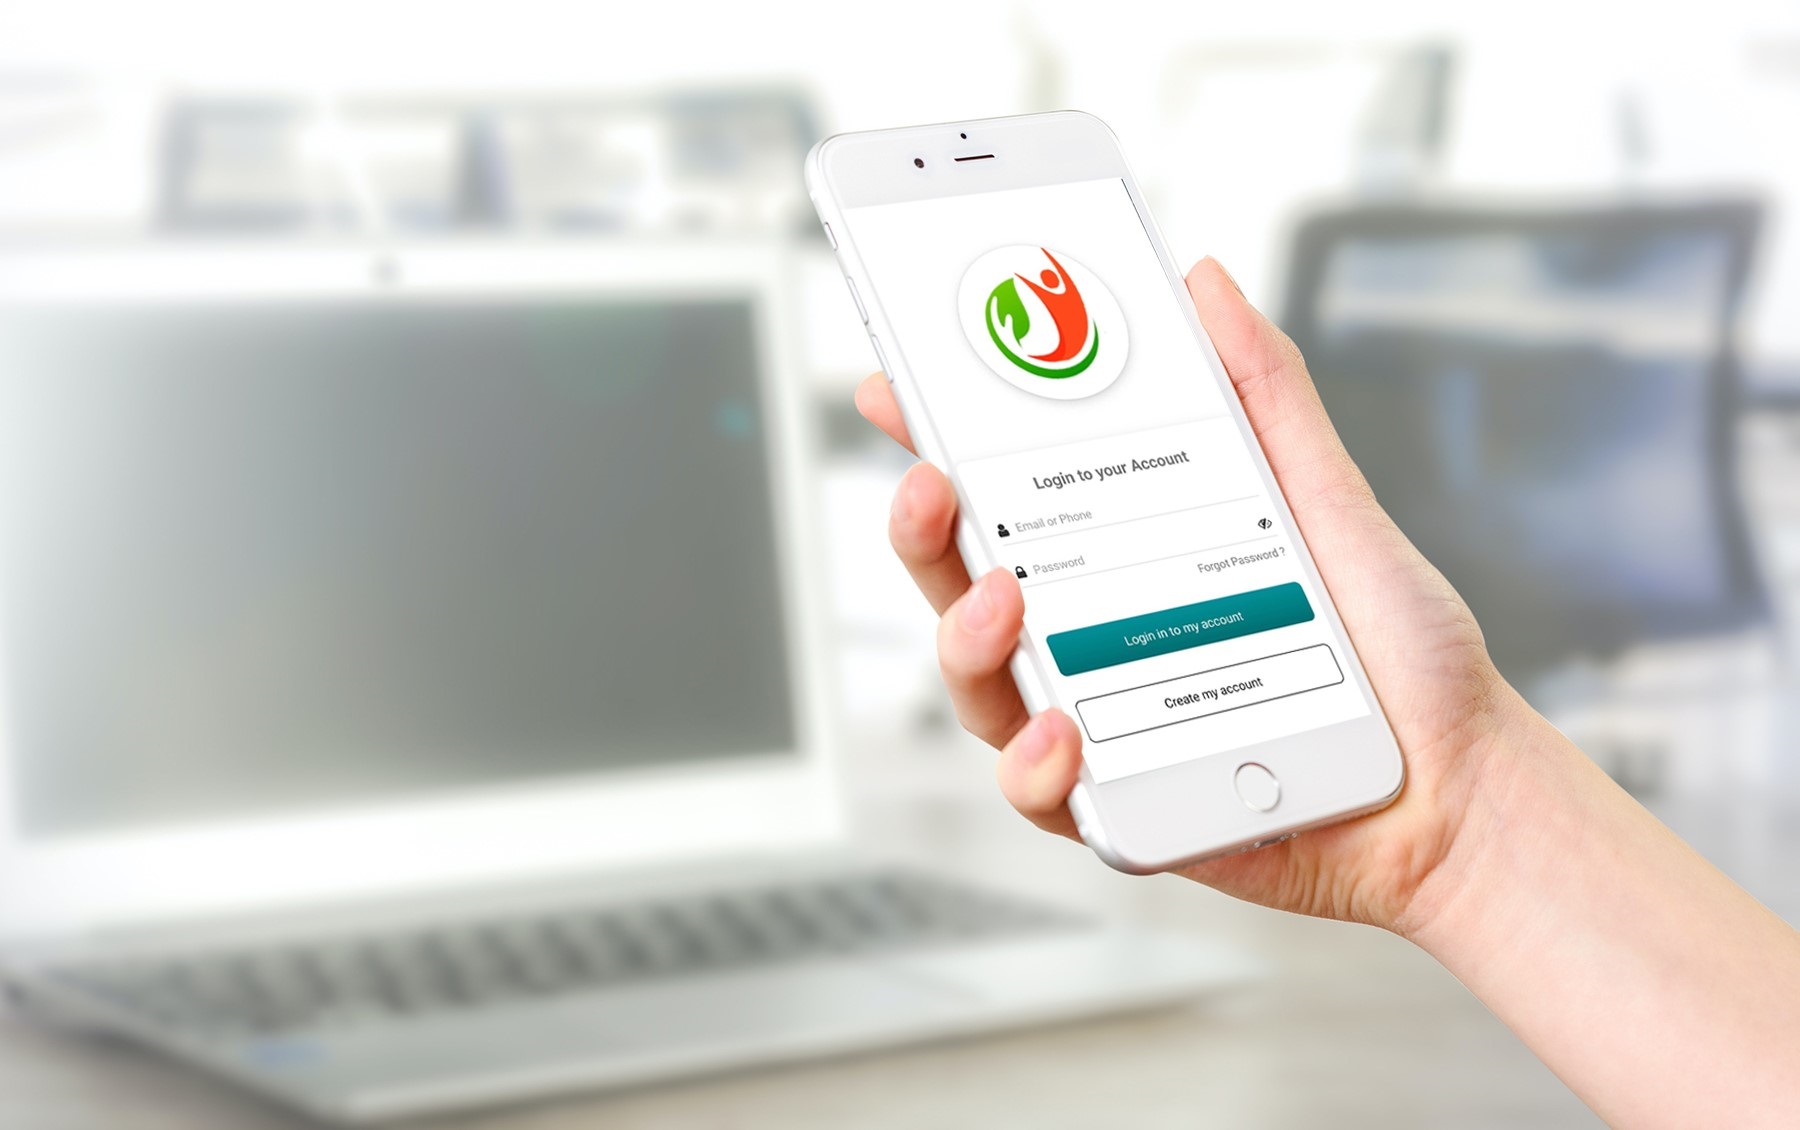 Login to your Account
Email or Phone
Password
Forgot Password ?
Login in to my account
Create my account